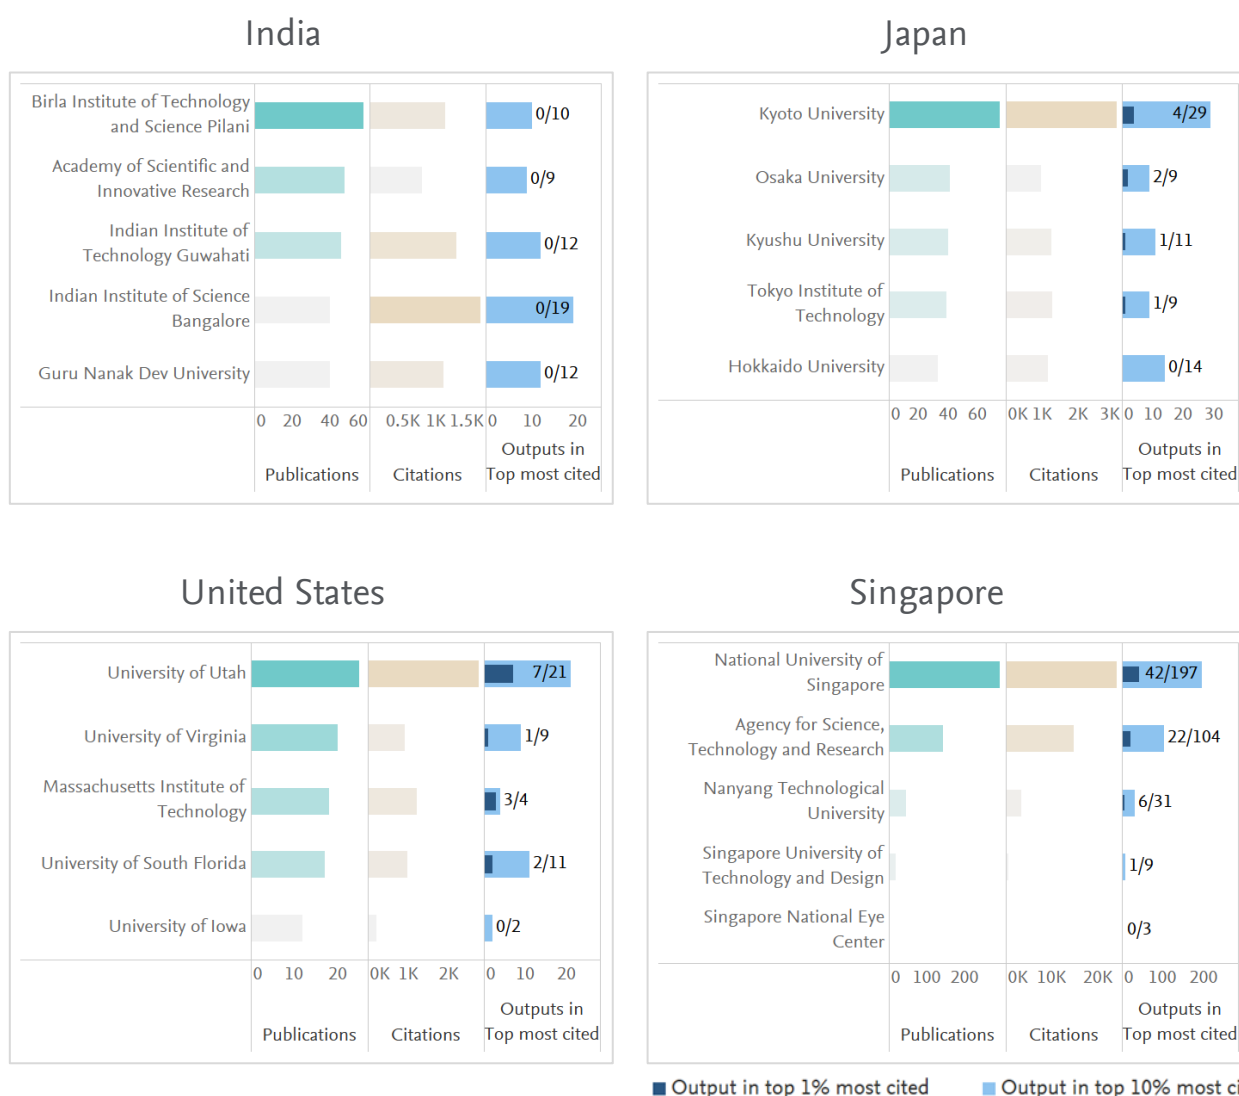 India
Birla Institute of Technology
and Science Pilani
0/10
Academy of Scientific and
Innovative Research
0/9
Indian Institute of
Technology Guwahati
0/12
Indian Institute of Science
Bangalore
0/19
Guru Nanak Dev University
0/12
0 20 40 60 0.5K 1K 1.5K 0 10 20
Publications
Citations
Outputs in
Top most cited
Japan
Kyoto University
4/29
Osaka University
2/9
Kyushu University
1/11
Tokyo Institute of
Technology
1/9
Hokkaido University
0/14
0 20 40 60 0K 1K 2K 3K 0 10 20 30
Publications
Citations
Outputs in
Top most cited
United States
University of Utah
7/21
University of Virginia
1/9
Massachusetts Institute of
Technology
3/4
University of South Florida
2/11
University of Iowa
0/2
0 10 20 0K 1K 2K 0 10 20
Publications
Citations
Outputs in
Top most cited
Singapore
National University of
Singapore
42/197
Agency for Science,
Technology and Research
22/104
Nanyang Technological
University
6/31
Singapore University of
Technology and Design
1/9
Singapore National Eye
Center
0/3
0 100 200 0K 10K 20K 0 100 200
Publications
Citations
Outputs in
Top most cited
Output in top 1% most cited
Output in top 10% most ci